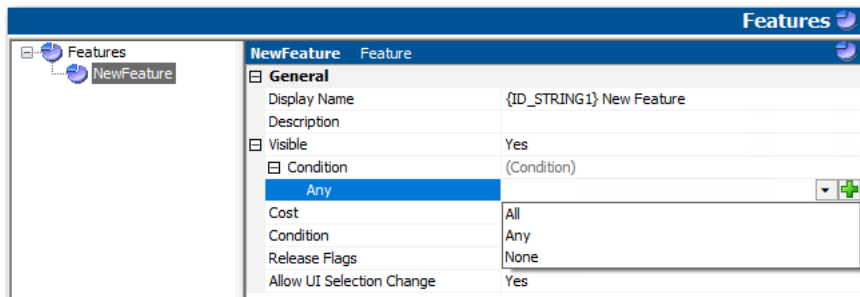 Features
Features
NewFeature
NewFeature Feature
General
Display Name {ID_STRING1} New Feature
Description
Visible Yes
Condition (Condition)
Any
Cost All
Condition Any
Release Flags None
Allow UI Selection Change Yes